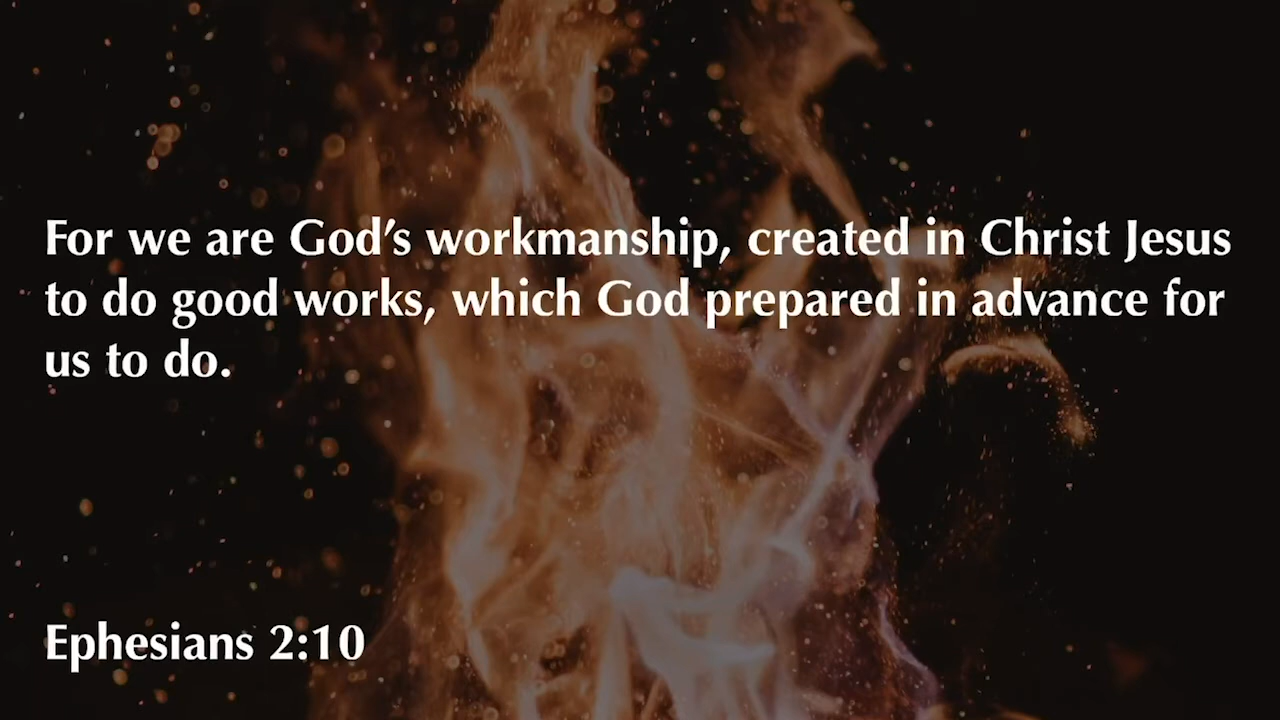 For we are God’s workmanship, created in Christ Jesus
to do good works, which God prepared in advance for
us to do.
Ephesians 2:10